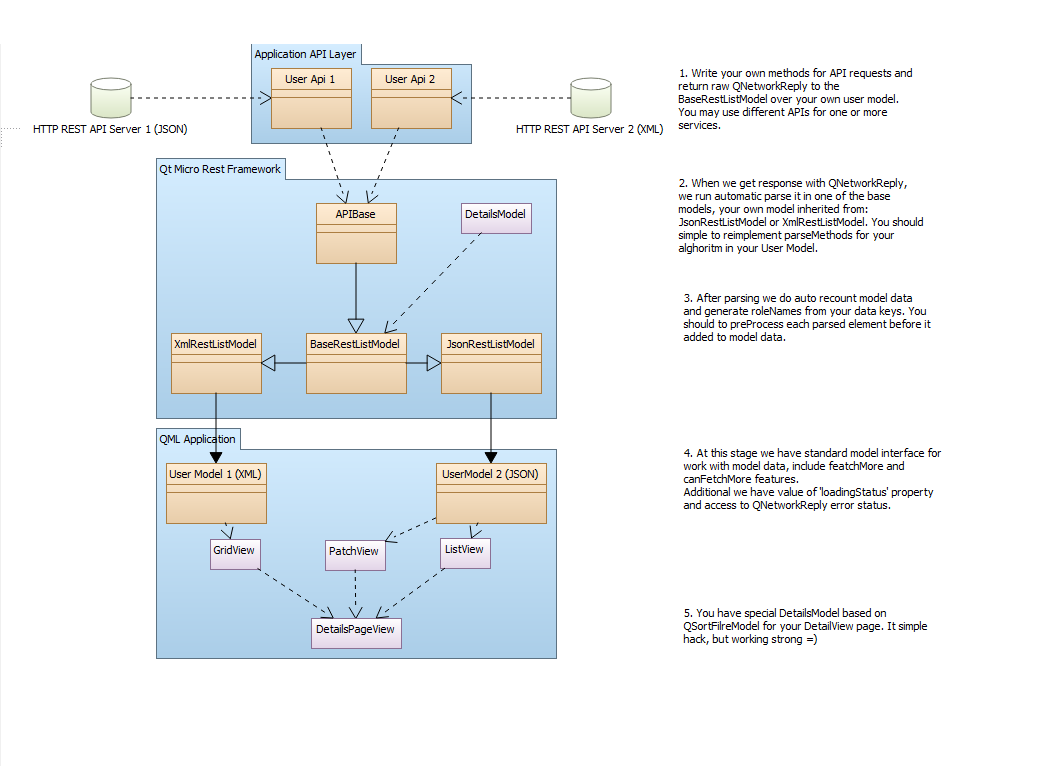 Application API Layer
User Api 1
User Api 2
HTTP REST API Server 1 (JSON)
HTTP REST API Server 2 (XML)
1. Write your own methods for API requests and
return raw QNetworkReply to the
BaseRestListModel over your own user model.
You may use different APIs for one or more
services.
Qt Micro Rest Framework
APIBase
DetailsModel
2. When we get response with QNetworkReply,
we run automatic parse it in one of the base
models, your own model inherited from:
JsonRestListModel or XmlRestListModel. You should
simple to reimplement parseMethods for your
alghoritm in your User Model.
3. After parsing we do auto recount model data
and generate roleNames from your data keys. You
should to preProcess each parsed element before it
added to model data.
XmlRestListModel
BaseRestListModel
JsonRestListModel
QML Application
User Model 1 (XML)
UserModel 2 (JSON)
4. At this stage we have standard model interface for
work with model data, include featchMore and
canFetchMore features.
Additional we have value of 'loadingStatus' property
and access to QNetworkReply error status.
GridView
PatchView
ListView
DetailsPageView
5. You have special DetailsModel based on
QSortFilreModel for your DetailView page. It simple
hack, but working strong =)